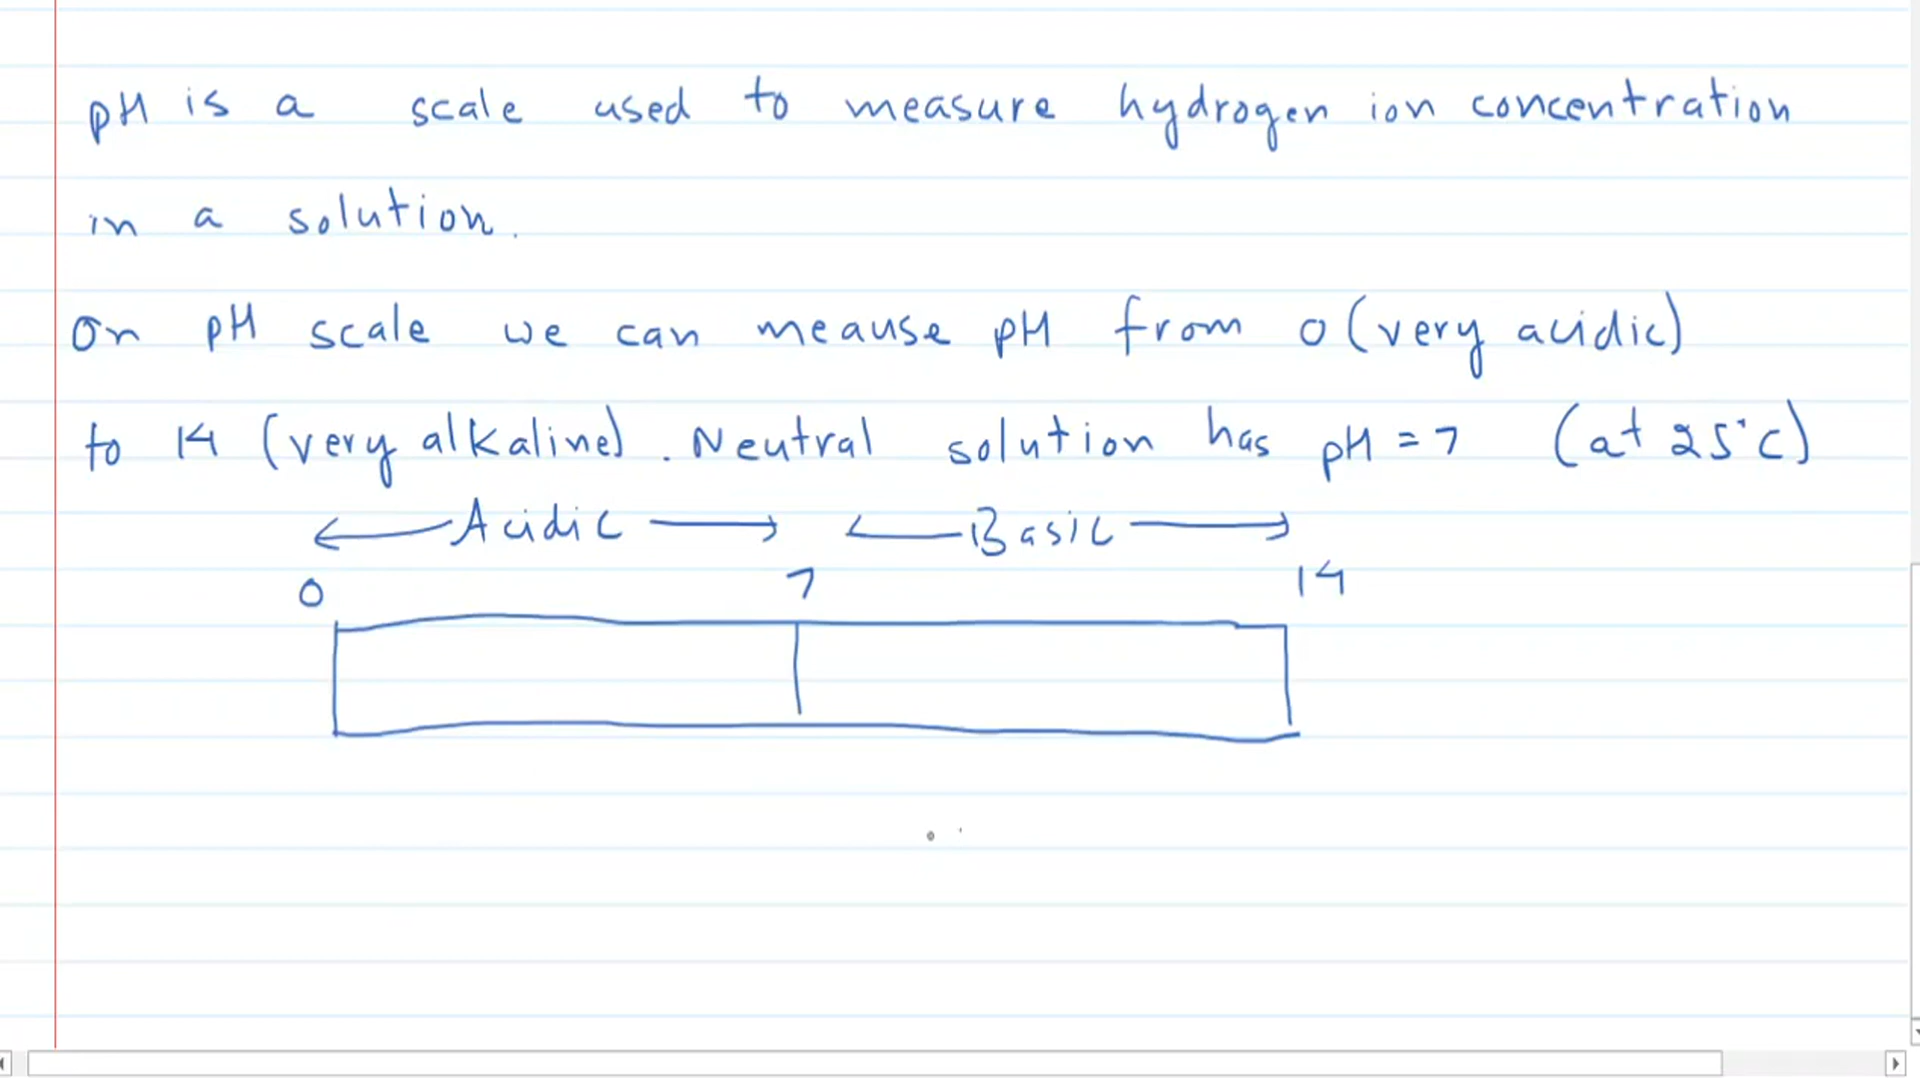 pH is a scale used to measure hydrogen ion concentration
in a solution.
On pH scale we can meause pH from 0 (very acidic)
to 14 (very alkaline). Neutral solution has pH = 7 (at 25°C)
Acidic Basic
0 7 14